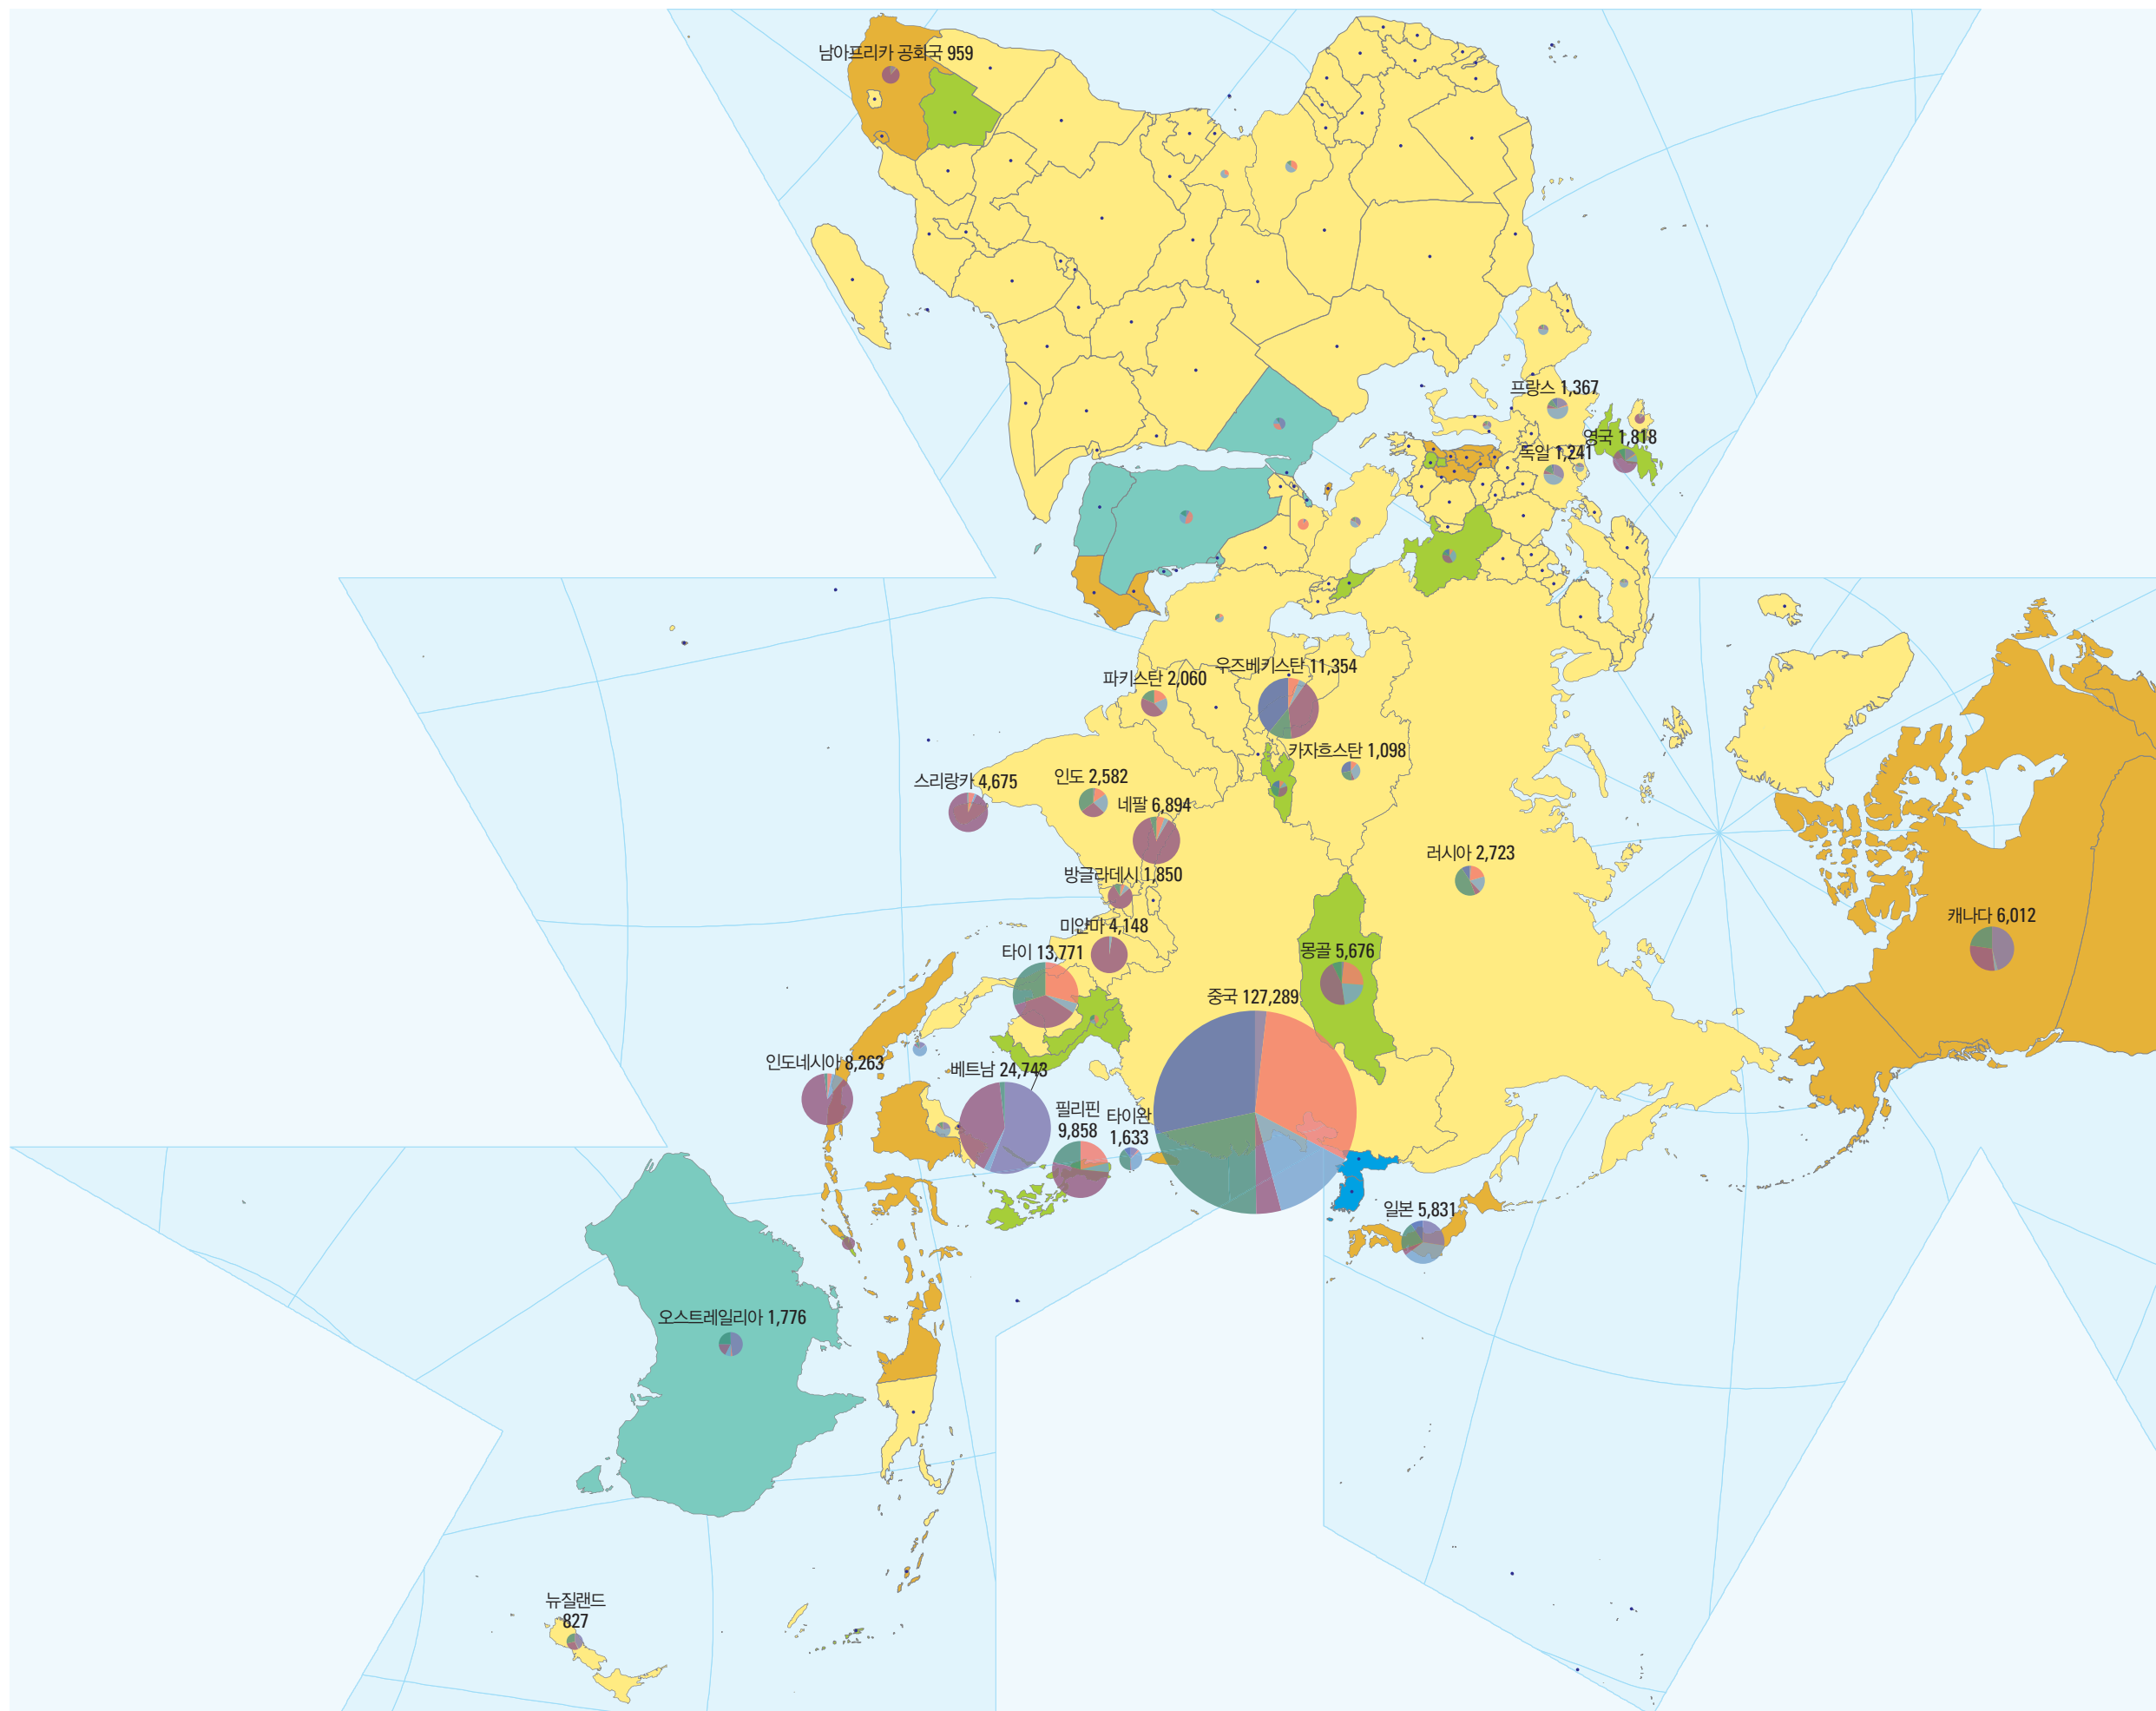 남아프리카 공화국 959
프랑스 1,367
영국 1,818
독일 1,241
우즈베키스탄 11,354
파키스탄 2,060
카자흐스탄 1,098
인도 2,582
스리랑카 4,675
네팔 6,894
러시아 2,723
방글라데시 1,850
캐나다 6,012
미얀마 4,148
몽골 5,676
타이 13,771
중국 127,289
인도네시아 8,263
베트남 24,743
필리핀
9,858
타이완
1,633
일본 5,831
오스트레일리아 1,776
뉴질랜드
827